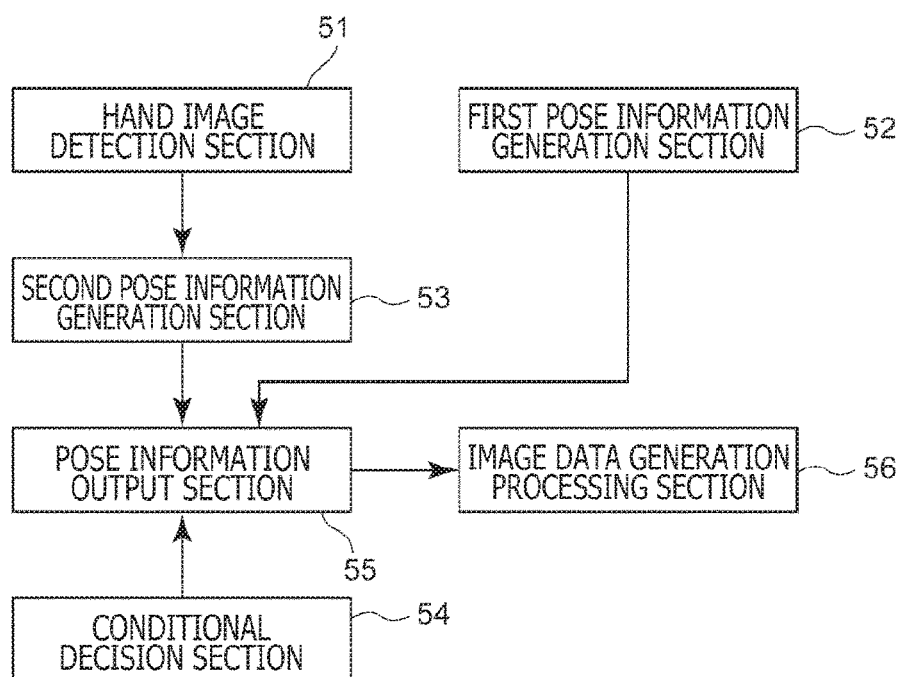 51
HAND IMAGE
DETECTION SECTION
FIRST POSE INFORMATION
GENERATION SECTION
52
SECOND POSE INFORMATION
GENERATION SECTION
53
POSE INFORMATION
OUTPUT SECTION
55
IMAGE DATA GENERATION
PROCESSING SECTION
56
CONDITIONAL
DECISION SECTION
54